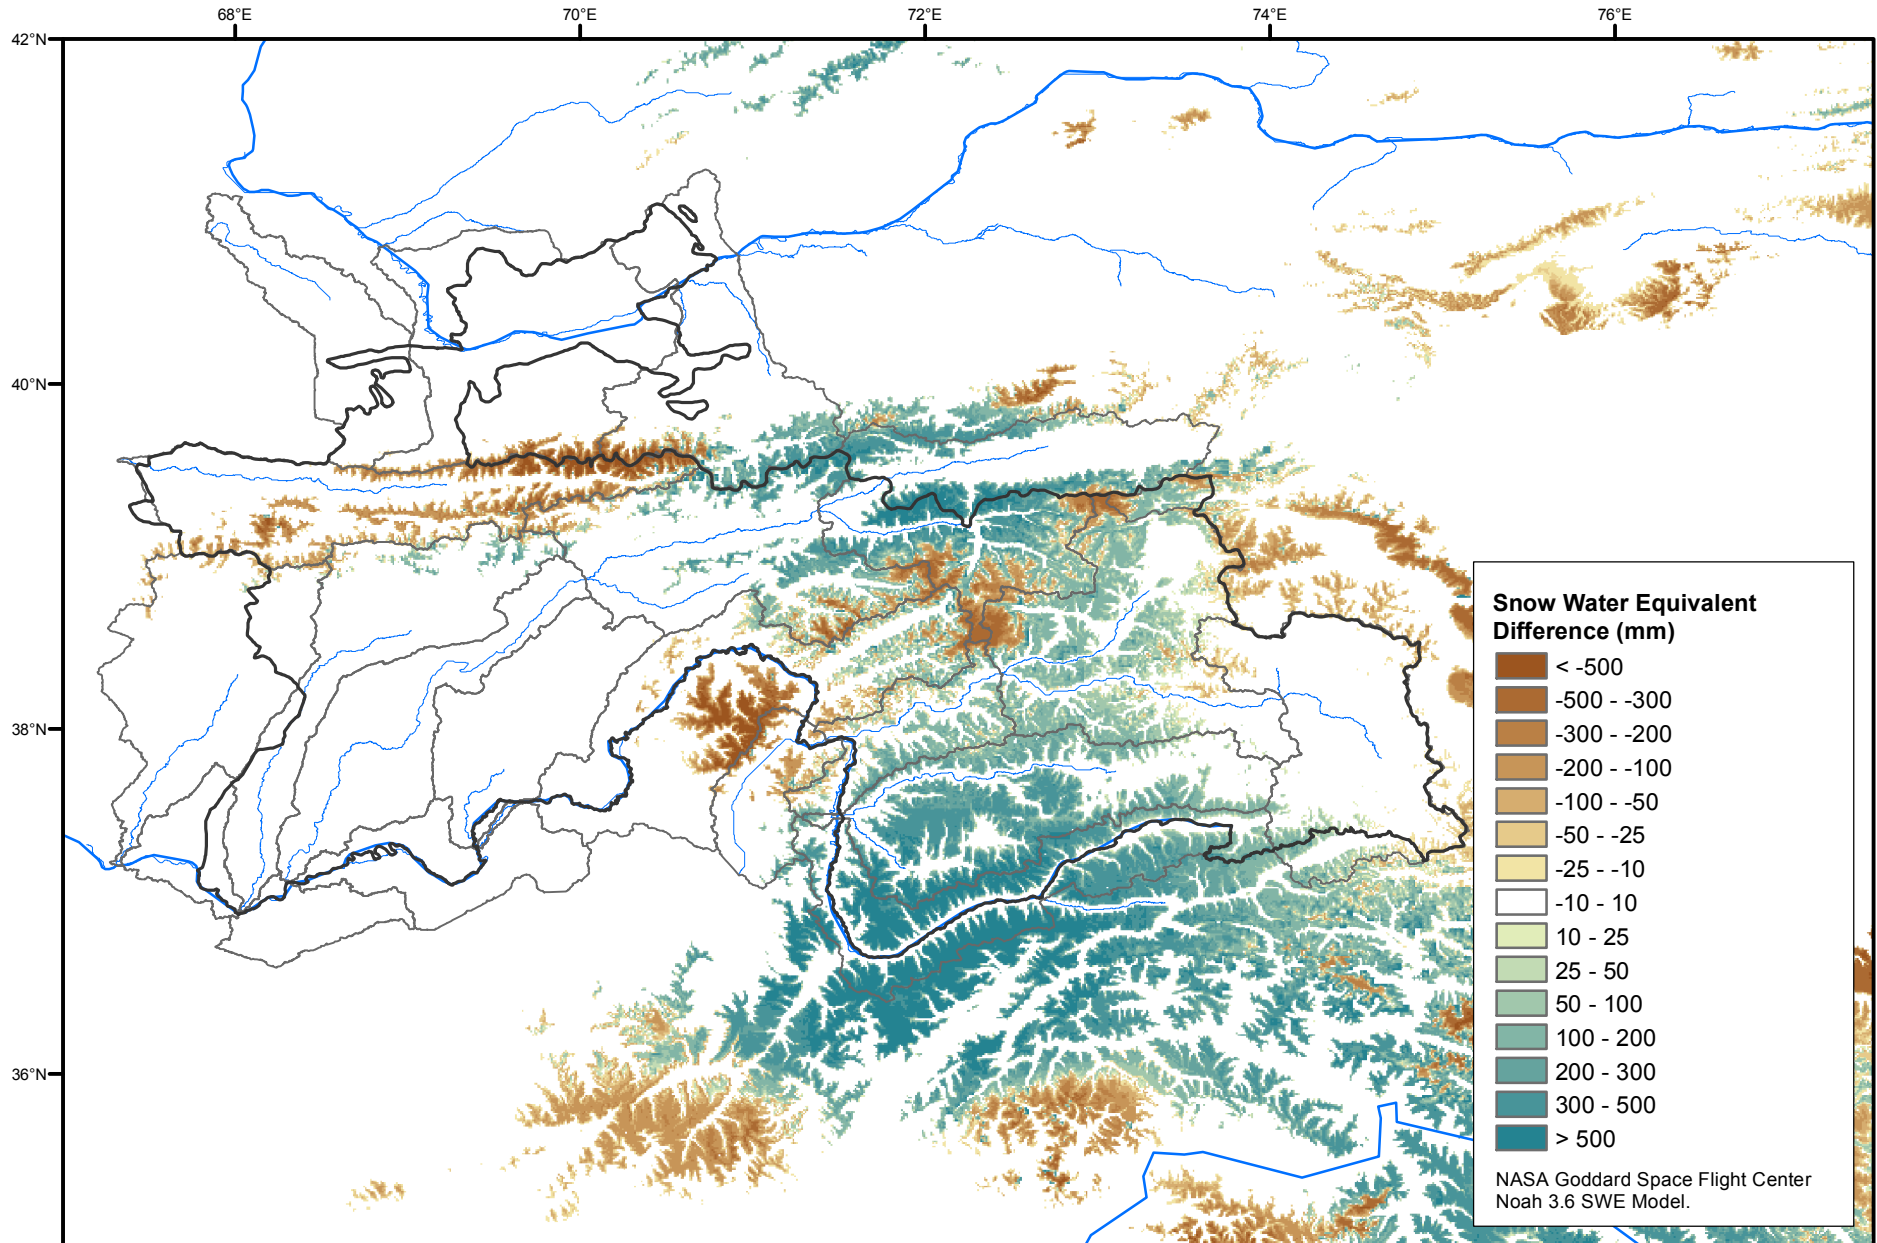 68°E
70°E
72°E
74°E
76°E
42°N
40°N
38°N
36°N
Snow Water Equivalent
Difference (mm)
< -500
-500 - -300
-300 - -200
-200 - -100
-100 - -50
-50 - -25
-25 - -10
-10 - 10
10 - 25
25 - 50
50 - 100
100 - 200
200 - 300
300 - 500
> 500
NASA Goddard Space Flight Center
Noah 3.6 SWE Model.